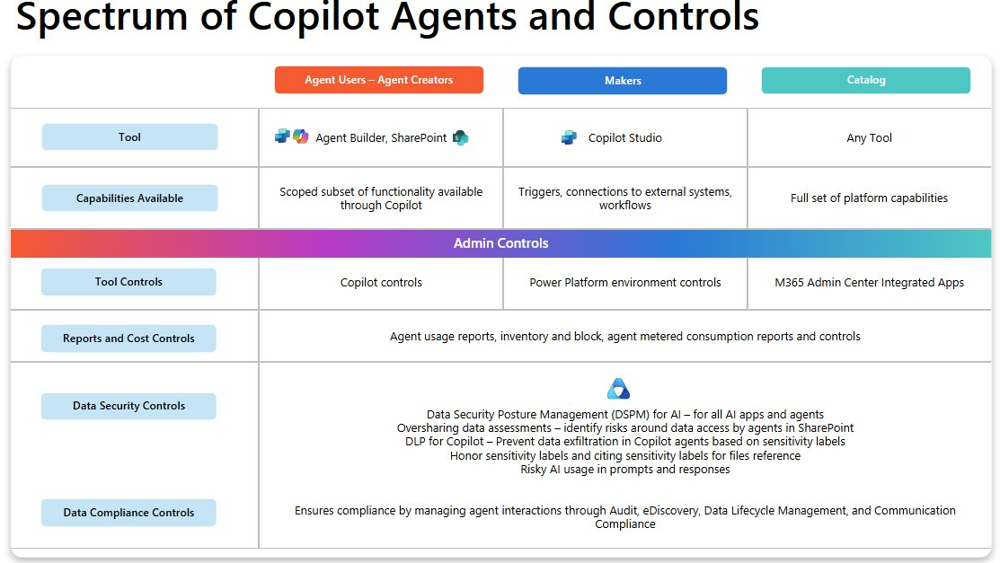 Spectrum of Copilot Agents and Controls
Agent Users – Agent Creators
Makers
Catalog
Tool
Agent Builder, SharePoint
Copilot Studio
Any Tool
Capabilities Available
Scoped subset of functionality available
through Copilot
Triggers, connections to external systems,
workflows
Full set of platform capabilities
Admin Controls
Tool Controls
Copilot controls
Power Platform environment controls
M365 Admin Center Integrated Apps
Reports and Cost Controls
Agent usage reports, inventory and block, agent metered consumption reports and controls
Data Security Controls
Data Security Posture Management (DSPM) for AI – for all AI apps and agents
Oversharing data assessments – identify risks around data access by agents in SharePoint
DLP for Copilot – Prevent data exfiltration in Copilot agents based on sensitivity labels
Honor sensitivity labels and citing sensitivity labels for files reference
Risky AI usage in prompts and responses
Data Compliance Controls
Ensures compliance by managing agent interactions through Audit, eDiscovery, Data Lifecycle Management, and Communication
Compliance